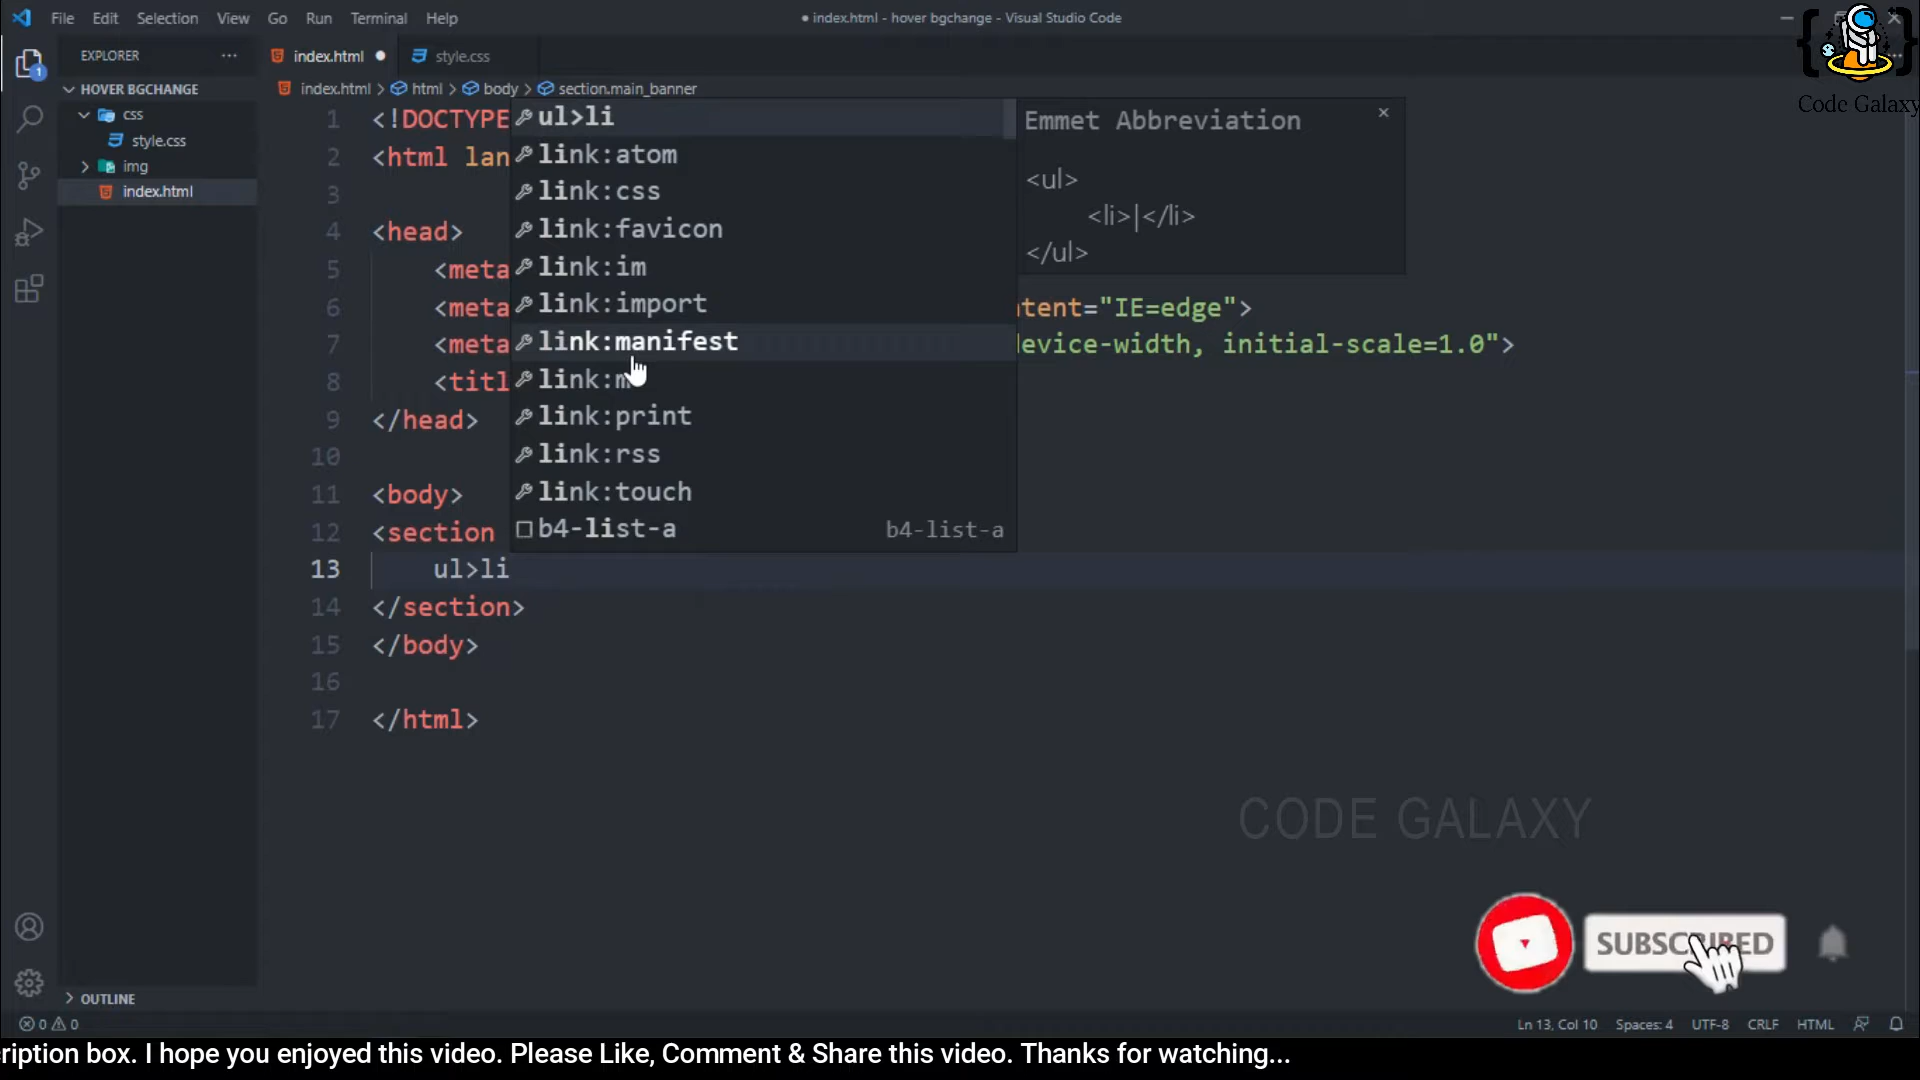 File Edit Selection View Go Run Terminal Help
● index.html - hover bgchange - Visual Studio Code
EXPLORER ···
index.html ●
style.css
Code Galaxy
HOVER BGCHANGE
css
style.css
img
index.html
index.html > html > body > section.main_banner
1 <!DOCTYPE
2 <html lan
3
4 <head>
5 <meta
6 <meta tent="IE=edge">
7 <meta device-width, initial-scale=1.0">
8 <titl
9 </head>
10
11 <body>
12 <section
13 ul>li
14 </section>
15 </body>
16
17 </html>
ul>li
link:atom
link:css
link:favicon
link:im
link:import
link:manifest
link:m
link:print
link:rss
link:touch
b4-list-a b4-list-a
Emmet Abbreviation ×
<ul>
<li>|</li>
</ul>
CODE GALAXY
SUBSCRIBED
1
OUTLINE
0 0
Ln 13, Col 10 Spaces: 4 UTF-8 CRLF HTML
ription box. I hope you enjoyed this video. Please Like, Comment & Share this video. Thanks for watching...